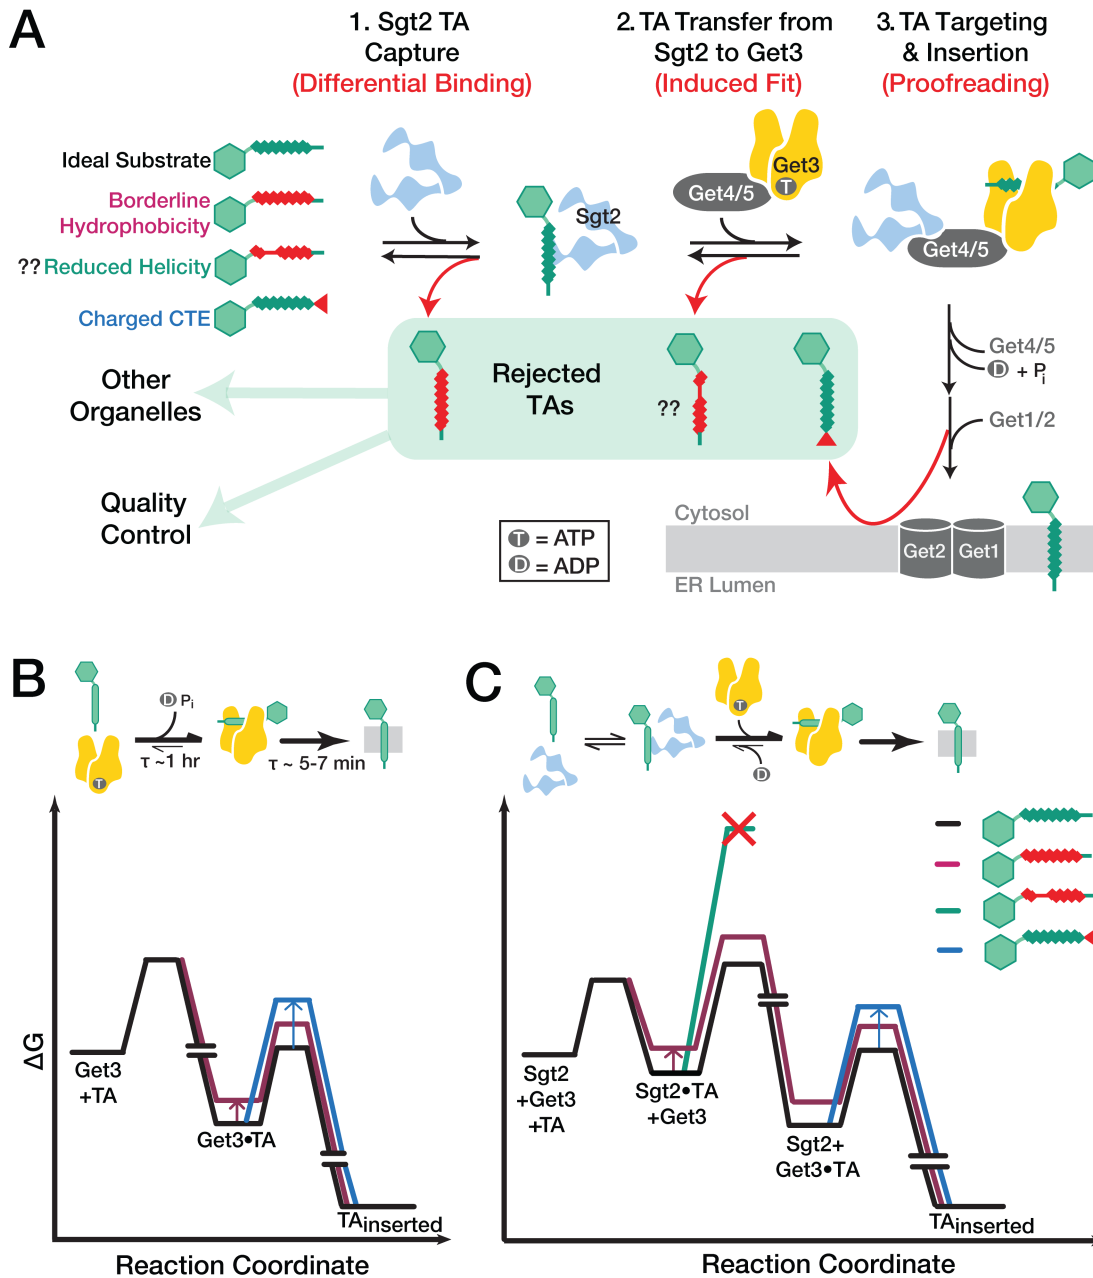 A
1. Sgt2 TA
Capture
(Differential Binding)
2. TA Transfer from
Sgt2 to Get3
(Induced Fit)
3. TA Targeting
& Insertion
(Proofreading)
Ideal Substrate
Borderline
Hydrophobicity
?? Reduced Helicity
Charged CTE
Sgt2
Get3
T
Get4/5
Get4/5
Get4/5
D + Pi
Get1/2
Rejected
TAs
??
Other
Organelles
Quality
Control
T = ATP
D = ADP
Cytosol
ER Lumen
Get2
Get1
B
D Pi
τ ~1 hr
τ ~ 5-7 min
T
ΔG
Get3
+TA
Get3•TA
TAinserted
Reaction Coordinate
C
T
D
Sgt2
+Get3
+TA
Sgt2•TA
+Get3
Sgt2+
Get3•TA
TAinserted
Reaction Coordinate